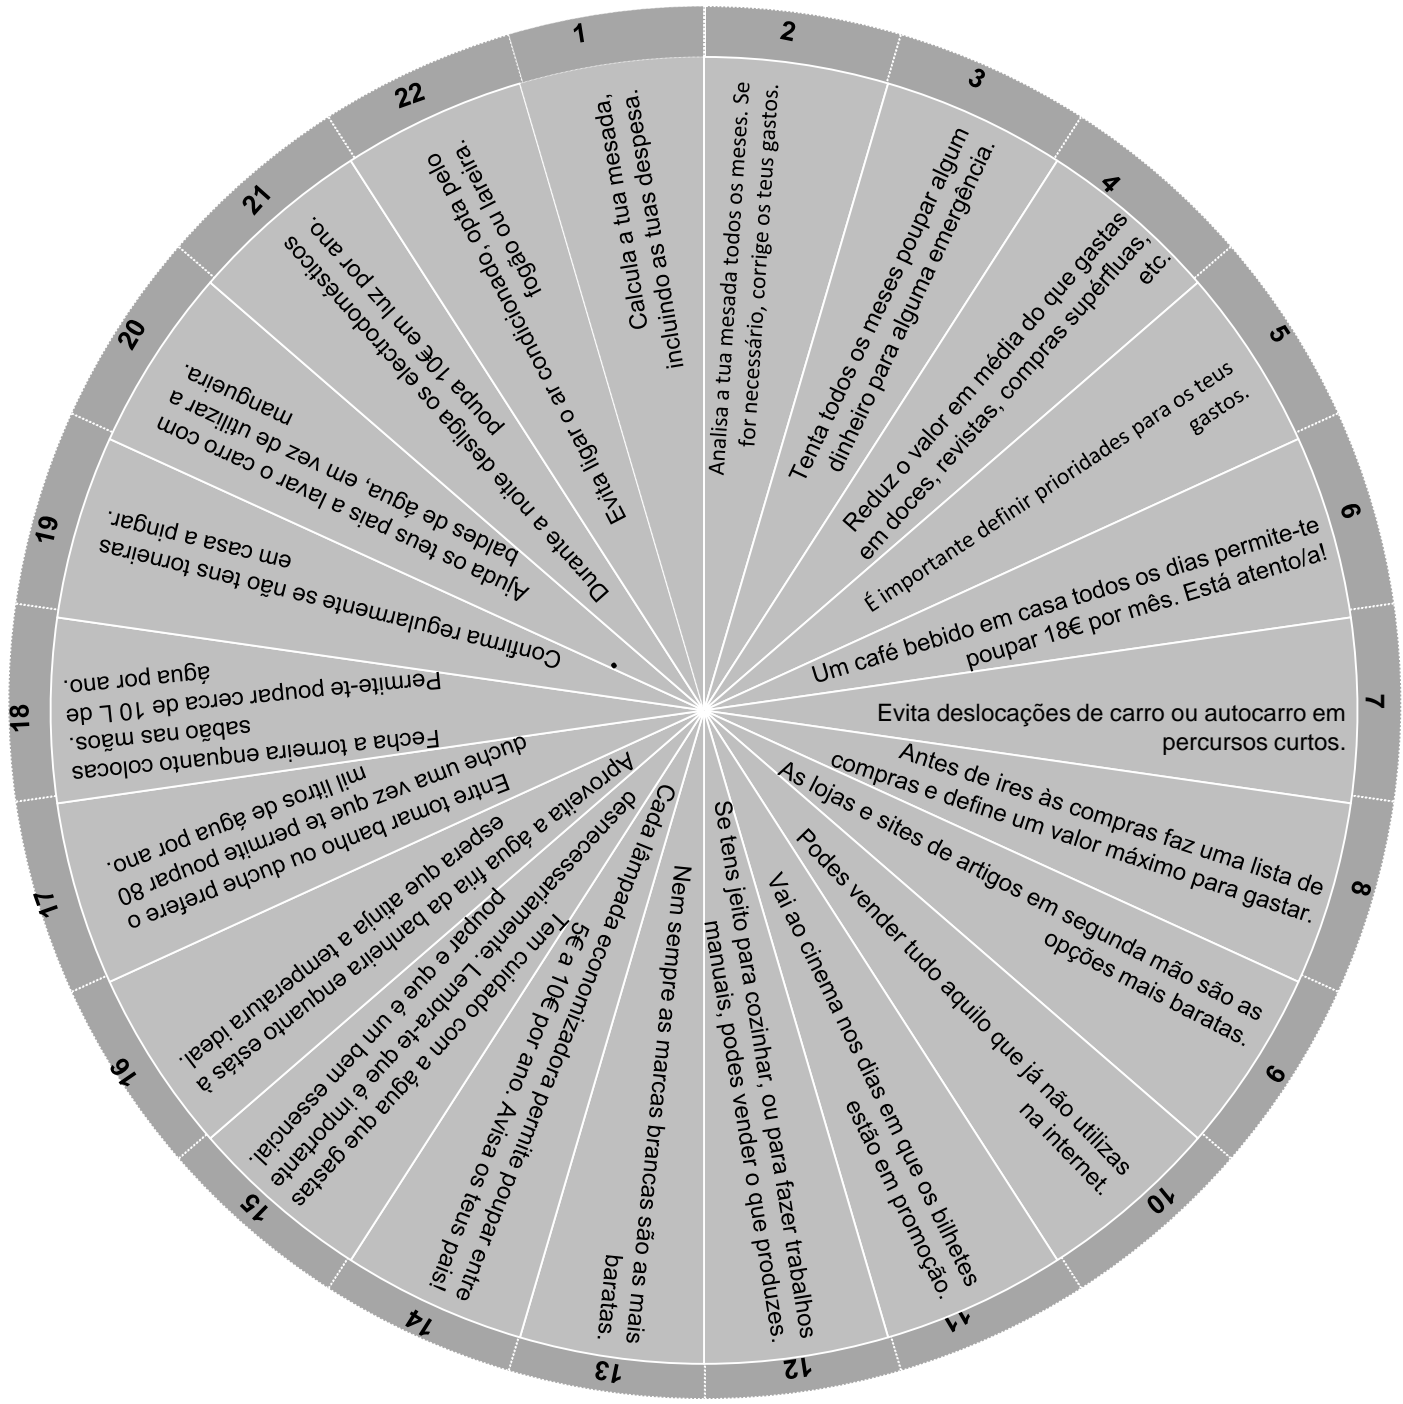 1
Calcula a tua mesada,
incluindo as tuas despesa.
2
Analisa a tua mesada todos os meses. Se
for necessário, corrige os teus gastos.
3
Tenta todos os meses poupar algum
dinheiro para alguma emergência.
4
Reduz o valor em média do que gastas
em doces, revistas, compras supérfluas,
etc.
5
É importante definir prioridades para os teus
gastos.
6
Um café bebido em casa todos os dias permite-te
poupar 18€ por mês. Está atento/a!
7
Evita deslocações de carro ou autocarro em
percursos curtos.
8
Antes de ires às compras faz uma lista de
compras e define um valor máximo para gastar.
9
As lojas e sites de artigos em segunda mão são as
opções mais baratas.
10
Podes vender tudo aquilo que já não utilizas
na internet.
11
Vai ao cinema nos dias em que os bilhetes
estão em promoção.
12
Se tens jeito para cozinhar, ou para fazer trabalhos
manuais, podes vender o que produzes.
13
Nem sempre as marcas brancas são as mais
baratas.
14
Cada lâmpada economizadora permite poupar entre
5€ a 10€ por ano. Avisa os teus pais!
15
Tem cuidado com a água que gastas
desnecessariamente. Lembra-te que é importante
poupar e que é um bem essencial.
16
Aproveita a água fria da banheira enquanto estás à
espera que atinja a temperatura ideal.
17
Entre tomar banho ou duche prefere o
duche uma vez que te permite poupar 80
mil litros de água por ano.
18
Fecha a torneira enquanto colocas
sabão nas mãos.
Permite-te poupar cerca de 10 L de
água por ano.
19
Confirma regularmente se não tens torneiras
em casa a pingar.
.
20
Ajuda os teus pais a lavar o carro com
baldes de água, em vez de utilizar a
mangueira.
21
Durante a noite desliga os electrodomésticos
poupa 10€ em luz por ano.
22
Evita ligar o ar condicionado, opta pelo
fogão ou lareira.